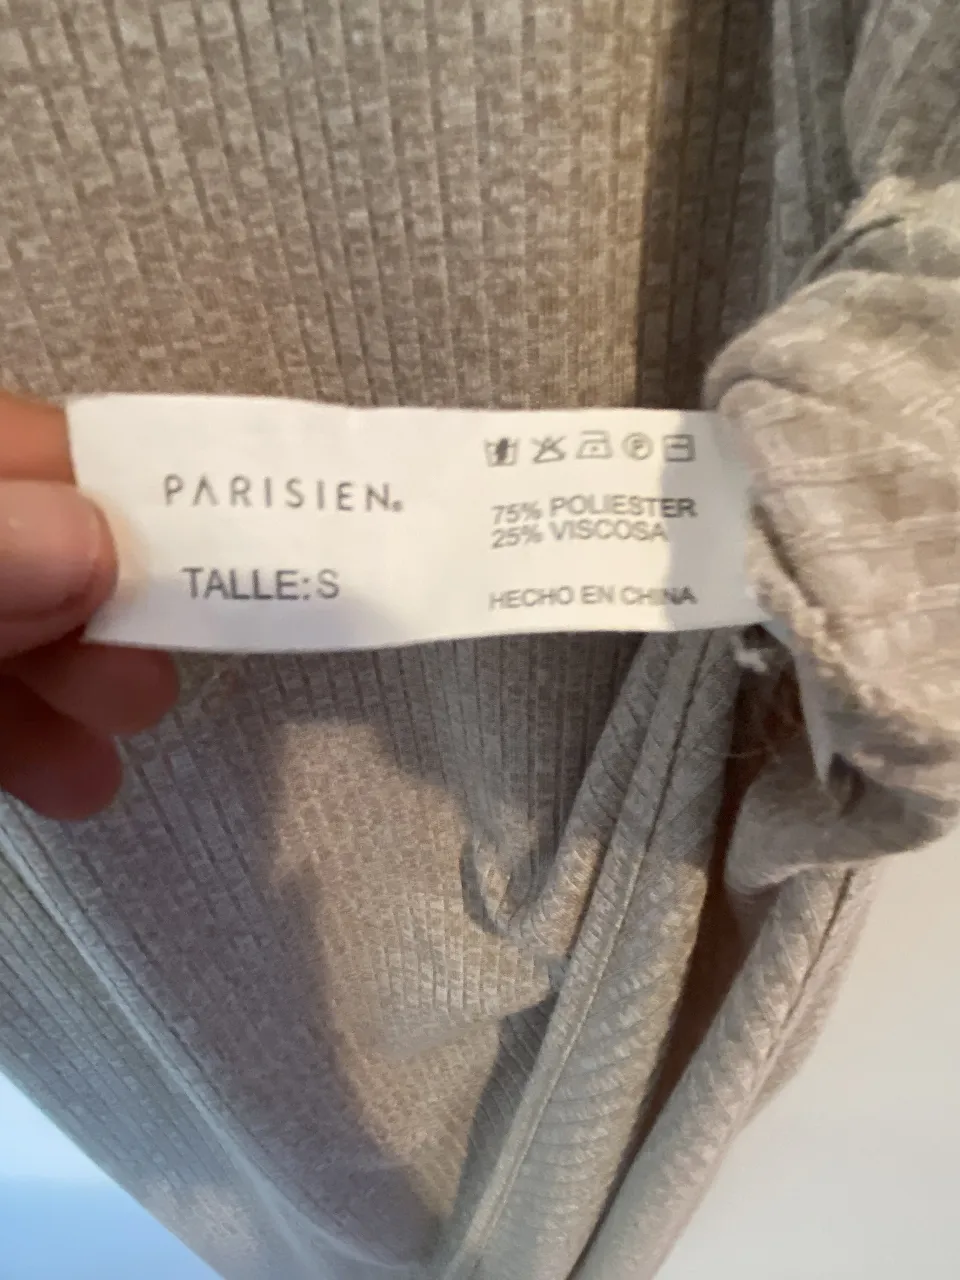 PARISIEN®
TALLE:S
P
75% POLIESTER
25% VISCOSA
HECHO EN CHINA